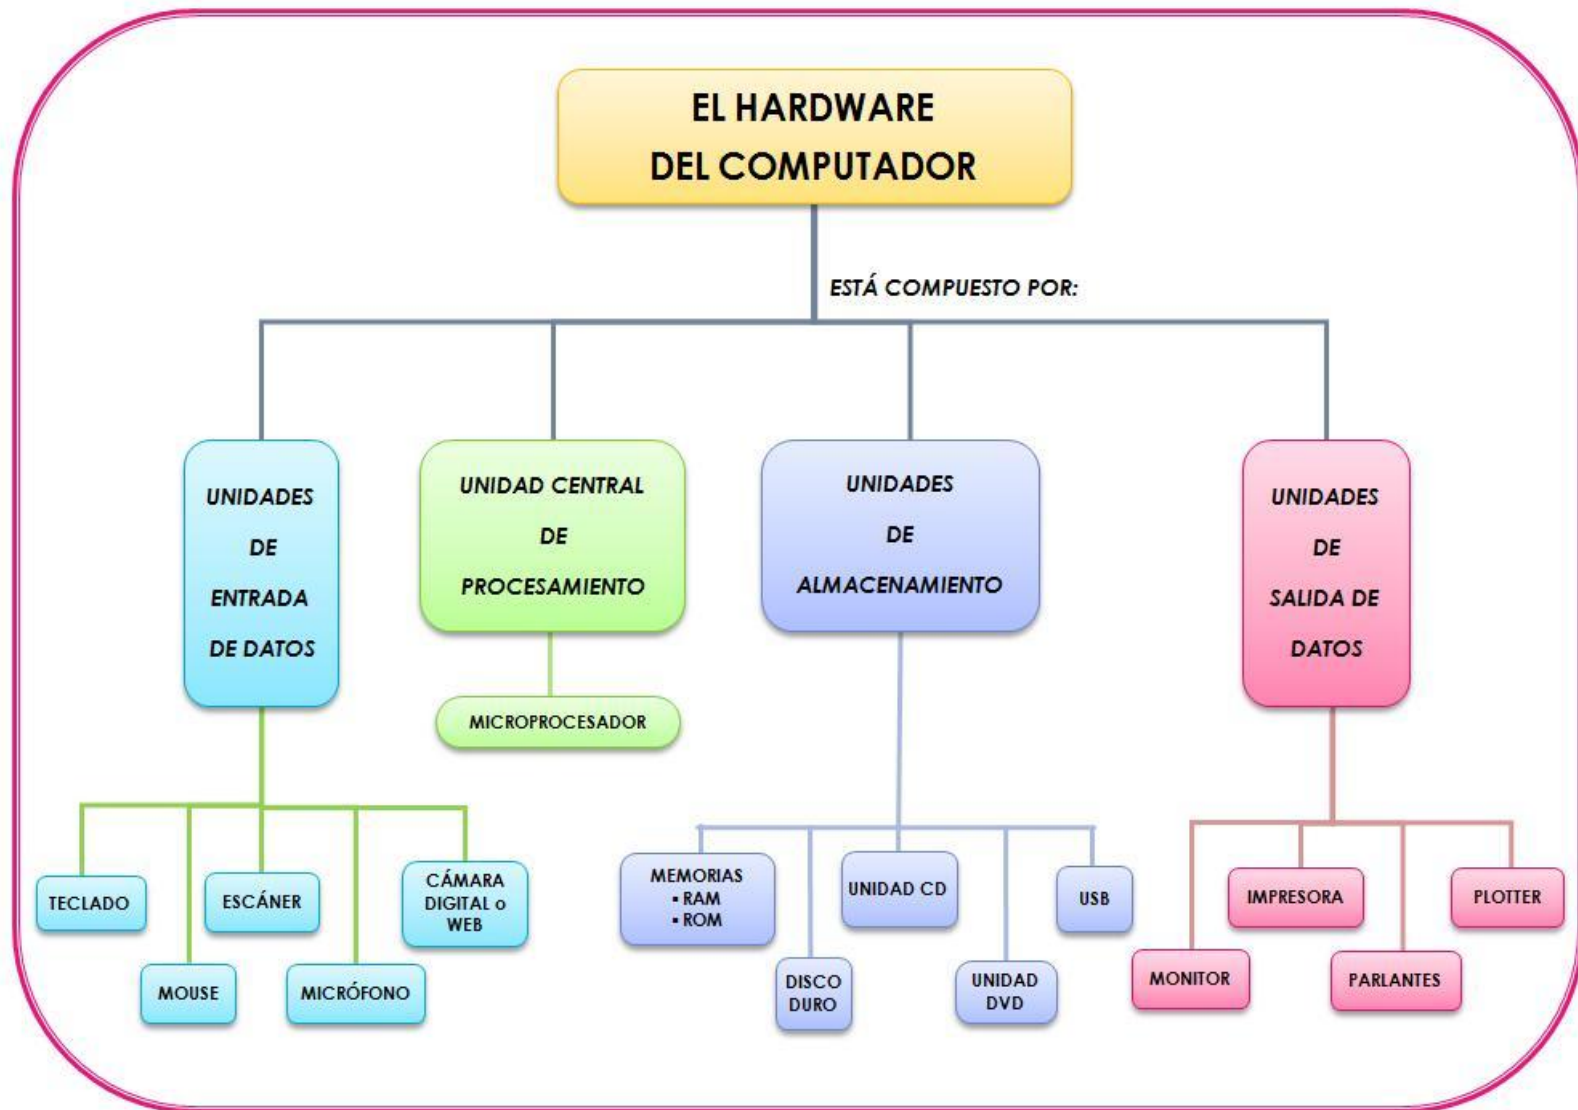 EL HARDWARE
DEL COMPUTADOR
ESTÁ COMPUESTO POR:
UNIDADES
DE
ENTRADA
DE DATOS
UNIDAD CENTRAL
DE
PROCESAMIENTO
UNIDADES
DE
ALMACENAMIENTO
UNIDADES
DE
SALIDA DE
DATOS
MICROPROCESADOR
TECLADO
MOUSE
ESCÁNER
MICRÓFONO
CÁMARA
DIGITAL o
WEB
MEMORIAS
▪ RAM
▪ ROM
DISCO
DURO
UNIDAD CD
UNIDAD
DVD
USB
MONITOR
IMPRESORA
PARLANTES
PLOTTER